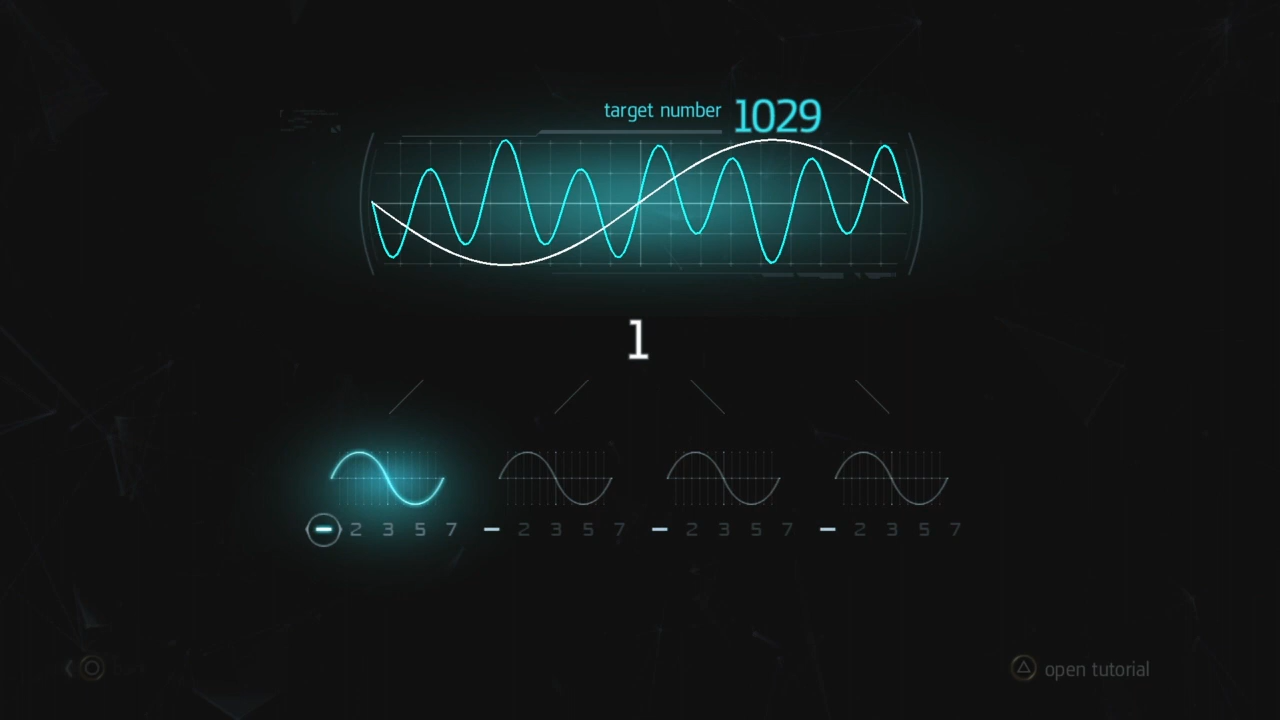 target number 1029
1
– 2 3 5 7 – 2 3 5 7 – 2 3 5 7 – 2 3 5 7
open tutorial